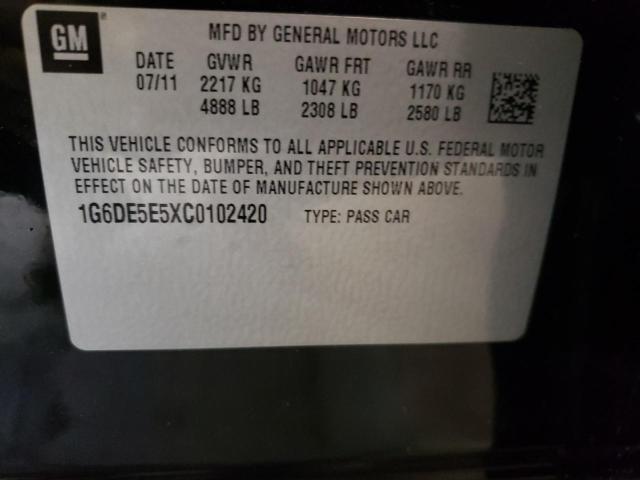 GM
MFD BY GENERAL MOTORS LLC
DATE GVWR GAWR FRT GAWR RR
07/11 2217 KG 1047 KG 1170 KG
4888 LB 2308 LB 2580 LB
THIS VEHICLE CONFORMS TO ALL APPLICABLE U.S. FEDERAL MOTOR
VEHICLE SAFETY, BUMPER, AND THEFT PREVENTION STANDARDS IN
EFFECT ON THE DATE OF MANUFACTURE SHOWN ABOVE.
1G6DE5E5XC0102420 TYPE: PASS CAR